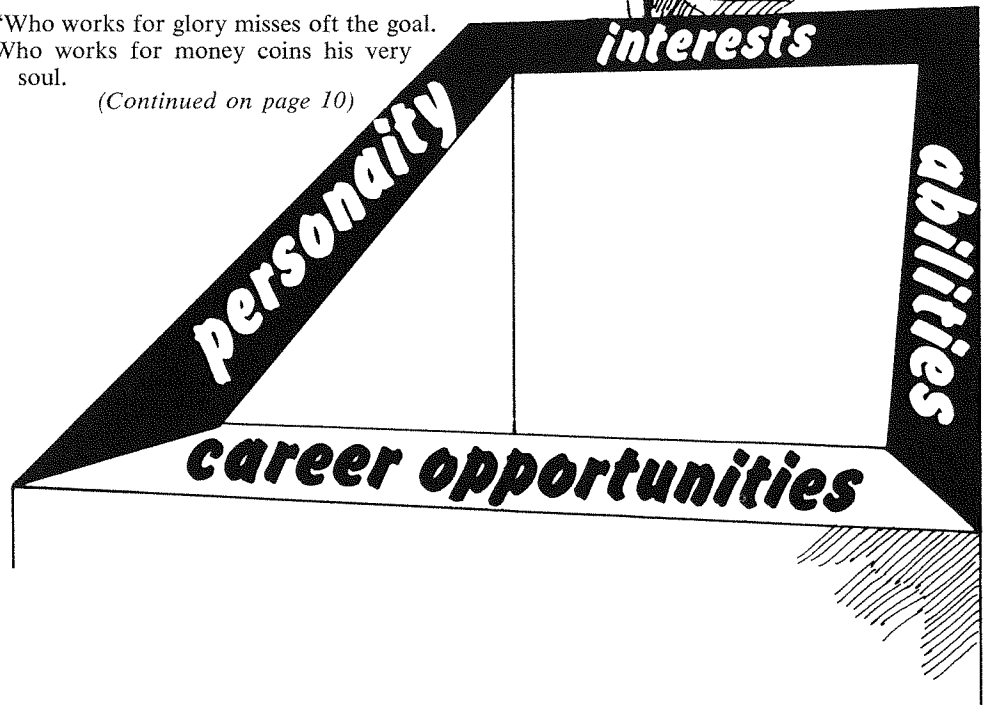 "Who works for glory misses oft the goal.
Who works for money coins his very
soul.
(Continued on page 10)
interests
personaity
abilities
career opportunities